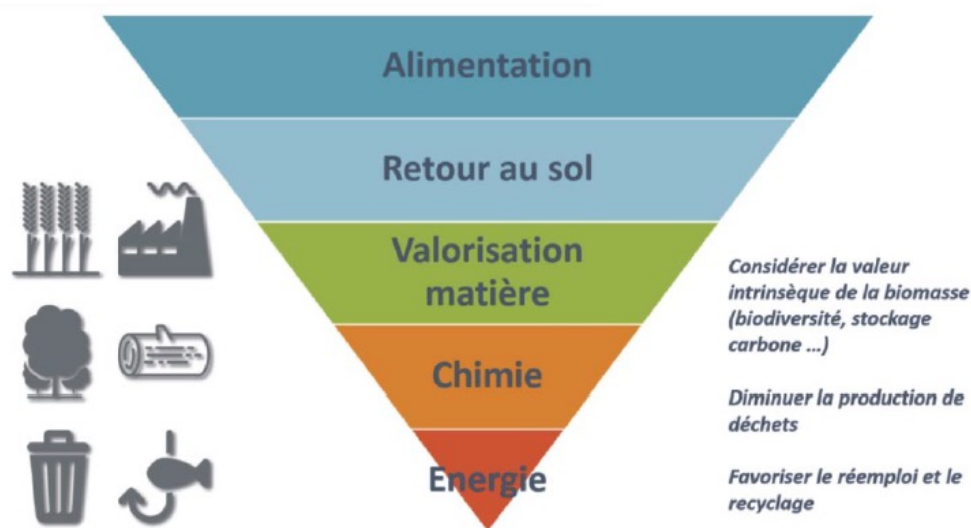 Alimentation
Retour au sol
Valorisation
matière
Chimie
Energie
Considérer la valeur
intrinsèque de la biomasse
(biodiversité, stockage
carbone ...)
Diminuer la production de
déchets
Favoriser le réemploi et le
recyclage